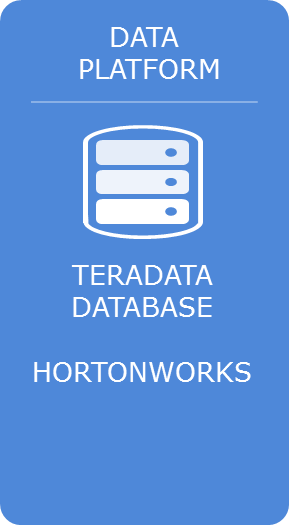 DATA
PLATFORM
TERADATA
DATABASE
HORTONWORKS